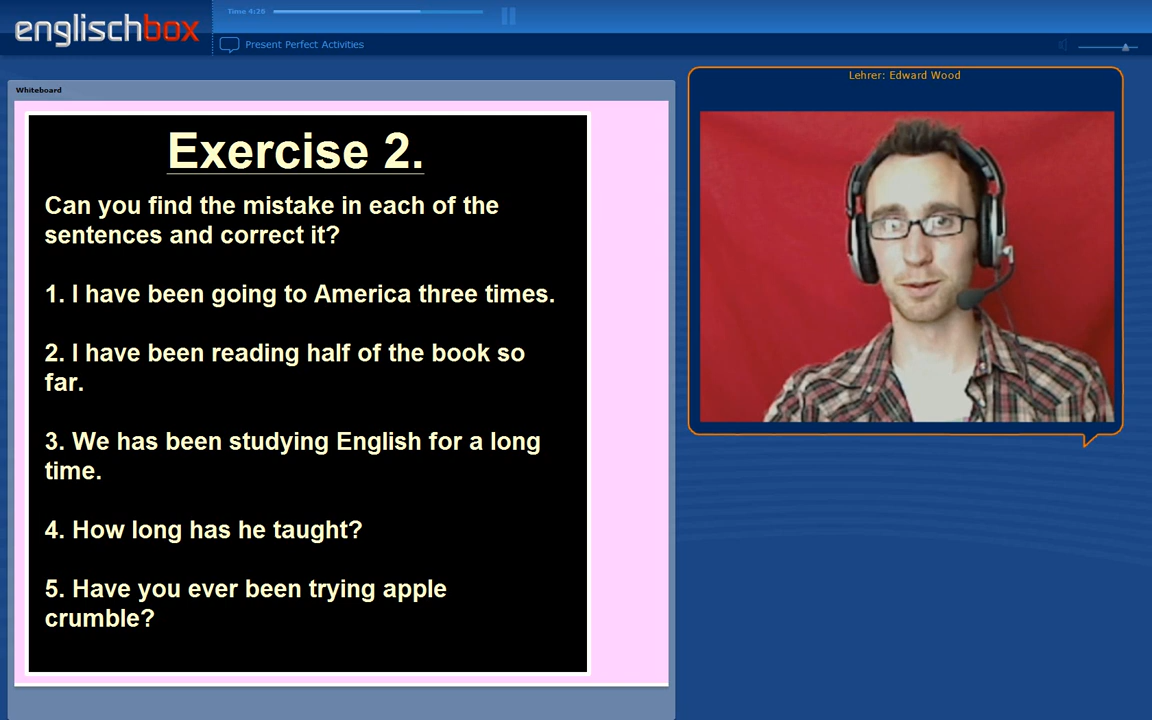 englischbox
Time 4:26
Present Perfect Activities
Whiteboard
Lehrer: Edward Wood
Exercise 2.
Can you find the mistake in each of the
sentences and correct it?
1. I have been going to America three times.
2. I have been reading half of the book so
far.
3. We has been studying English for a long
time.
4. How long has he taught?
5. Have you ever been trying apple
crumble?